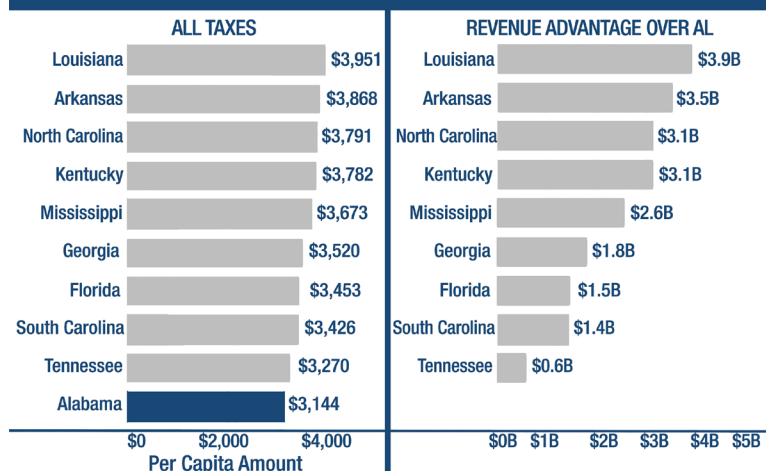 ALL TAXES
Louisiana $3,951
Arkansas $3,868
North Carolina $3,791
Kentucky $3,782
Mississippi $3,673
Georgia $3,520
Florida $3,453
South Carolina $3,426
Tennessee $3,270
Alabama $3,144
$0 $2,000 $4,000
Per Capita Amount
REVENUE ADVANTAGE OVER AL
Louisiana $3.9B
Arkansas $3.5B
North Carolina $3.1B
Kentucky $3.1B
Mississippi $2.6B
Georgia $1.8B
Florida $1.5B
South Carolina $1.4B
Tennessee $0.6B
$0B $1B $2B $3B $4B $5B